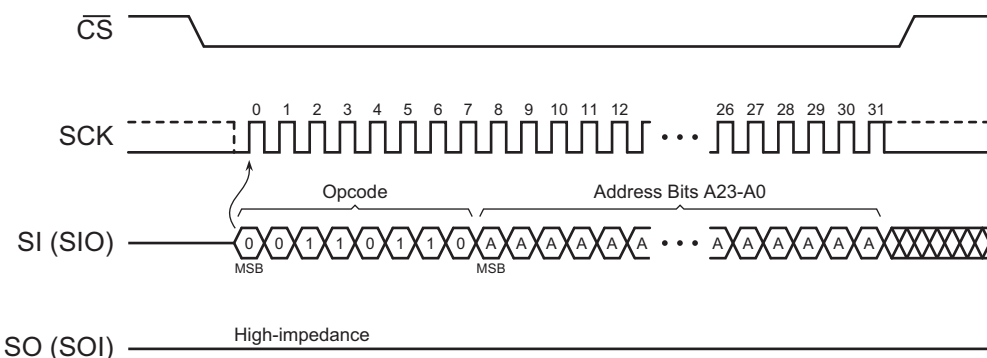 CS
0 1 2 3 4 5 6 7 8 9 10 11 12 26 27 28 29 30 31
SCK
Opcode Address Bits A23-A0
SI (SIO) 0 0 1 1 0 1 1 0 A A A A A A A A A A A A
MSB MSB
High-impedance
SO (SOI)